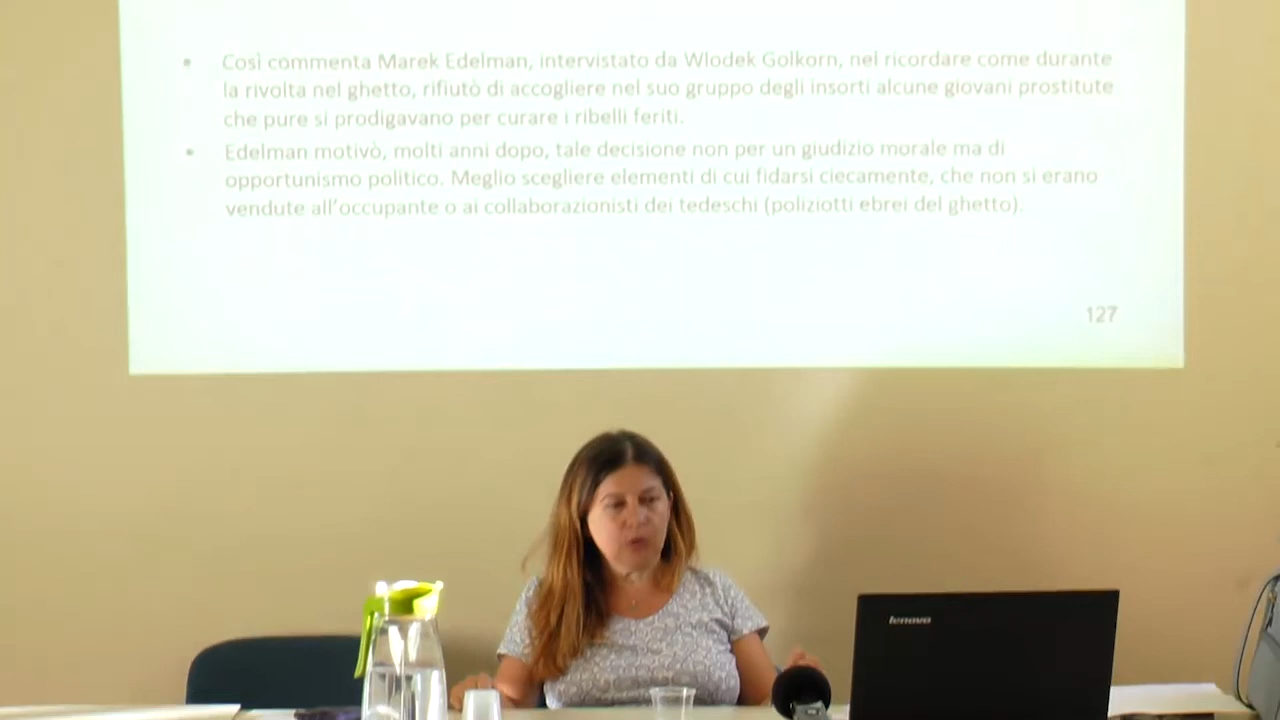 • Così commenta Marek Edelman, intervistato da Wlodek Golkorn, nel ricordare come durante
la rivolta nel ghetto, rifiutò di accogliere nel suo gruppo degli insorti alcune giovani prostitute
che pure si prodigavano per curare i ribelli feriti.
• Edelman motivò, molti anni dopo, tale decisione non per un giudizio morale ma di
opportunismo politico. Meglio scegliere elementi di cui fidarsi ciecamente, che non si erano
vendute all'occupante o ai collaborazionisti dei tedeschi (poliziotti ebrei del ghetto).
127
lenovo